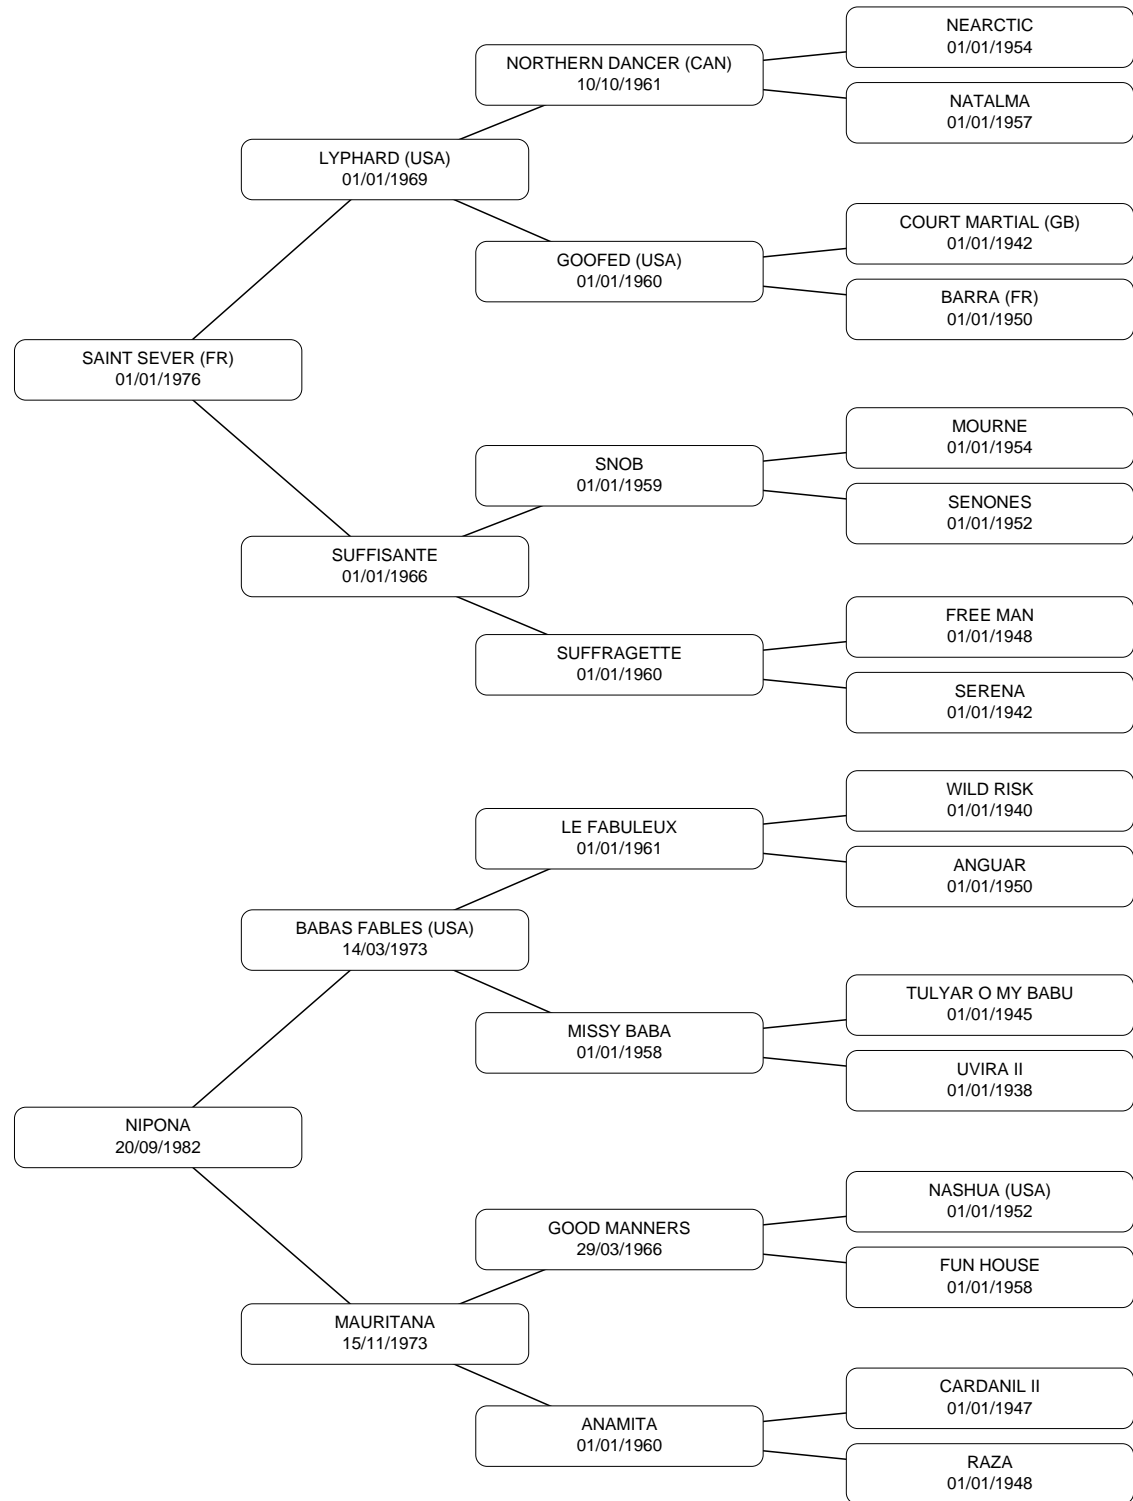 NEARCTIC
01/01/1954
NORTHERN DANCER (CAN)
10/10/1961
NATALMA
01/01/1957
LYPHARD (USA)
01/01/1969
COURT MARTIAL (GB)
01/01/1942
GOOFED (USA)
01/01/1960
BARRA (FR)
01/01/1950
SAINT SEVER (FR)
01/01/1976
MOURNE
01/01/1954
SNOB
01/01/1959
SENONES
01/01/1952
SUFFISANTE
01/01/1966
FREE MAN
01/01/1948
SUFFRAGETTE
01/01/1960
SERENA
01/01/1942
WILD RISK
01/01/1940
LE FABULEUX
01/01/1961
ANGUAR
01/01/1950
BABAS FABLES (USA)
14/03/1973
TULYAR O MY BABU
01/01/1945
MISSY BABA
01/01/1958
UVIRA II
01/01/1938
NIPONA
20/09/1982
NASHUA (USA)
01/01/1952
GOOD MANNERS
29/03/1966
FUN HOUSE
01/01/1958
MAURITANA
15/11/1973
CARDANIL II
01/01/1947
ANAMITA
01/01/1960
RAZA
01/01/1948